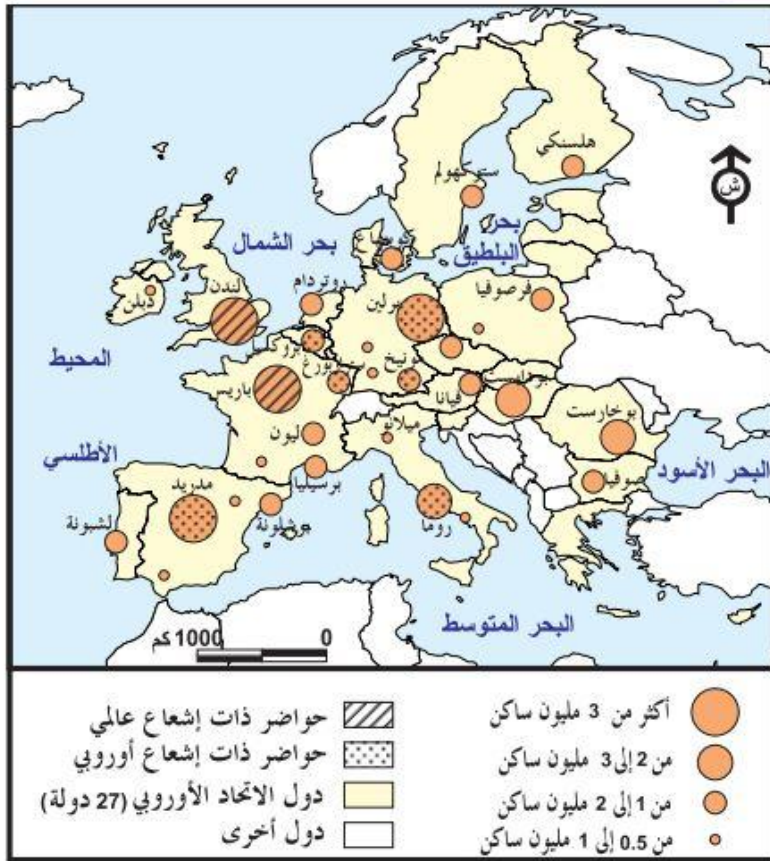 هلسنكي
ستوكهولم
ش
بحر
البلطيق
بحر الشمال
روتردام
فرصوفيا
برلين
لندن
دبلن
المحيط
باريس
فيانا
بوخارست
ميلانو
ليون
الأطلسي
البحر الأسود
صوفيا
مدريد
برسيليا
روما
برشلونة
لشبونة
البحر المتوسط
1000 كم
0
حواضر ذات إشعاع عالمي
حواضر ذات إشعاع أوروبي
دول الاتحاد الأوروبي (27 دولة)
دول أخرى
أكثر من 3 مليون ساكن
من 2 إلى 3 مليون ساكن
من 1 إلى 2 مليون ساكن
من 0.5 إلى 1 مليون ساكن